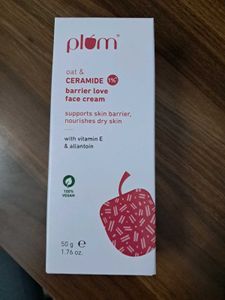 plum
oat &
CERAMIDE 1%
barrier love
face cream
supports skin barrier,
nourishes dry skin
with vitamin E
& allantoin
100%
VEGAN
50 g e
1.76 oz.